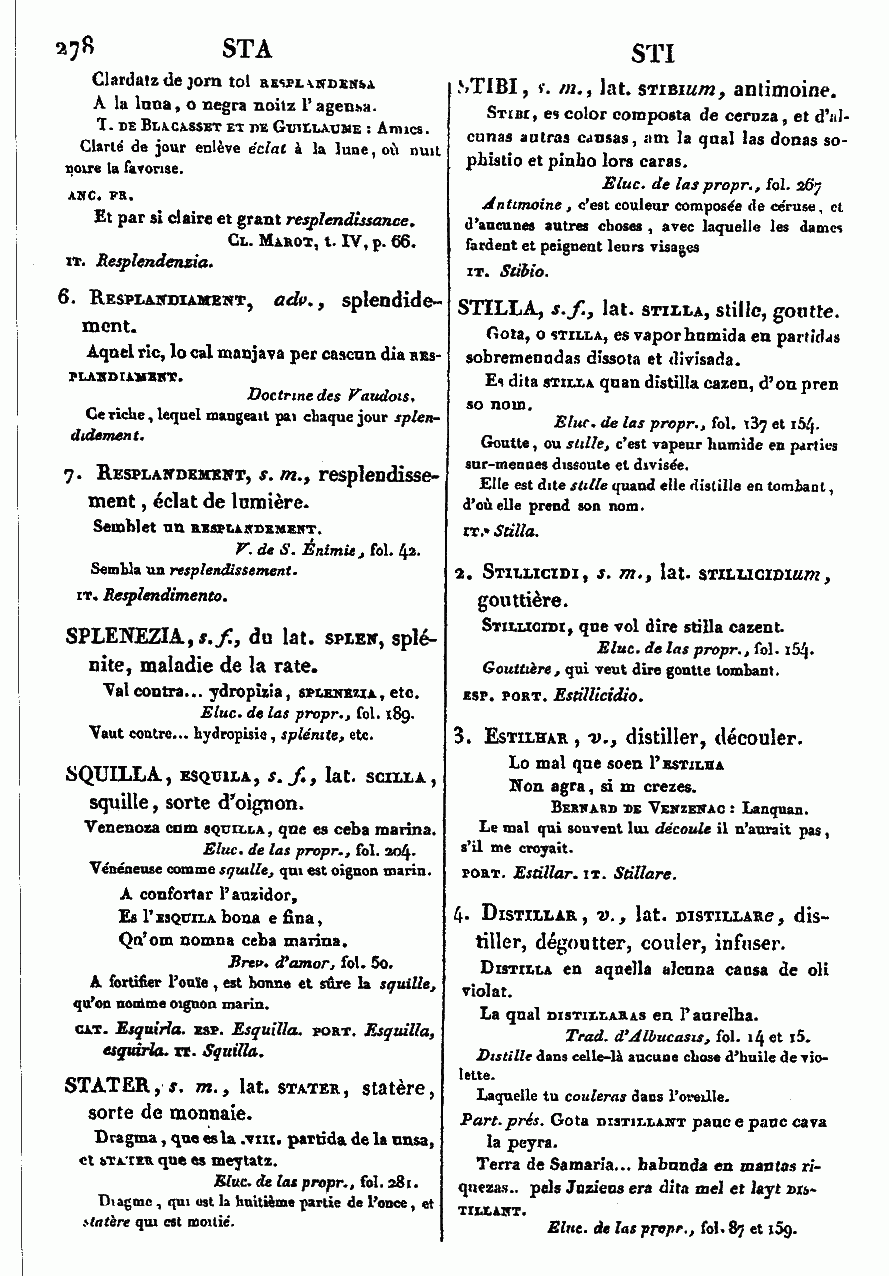 278 STA
Clardatz de jorn tol RESPLANDENSA
A la luna, o negra noitz l'agensa.
T. DE BLACASSET ET DE GUILLAUME : Amics.
Clarté de jour enlève éclat à la lune, où nuit
noire la favorise.
ANC. FR.
Et par si claire et grant resplendissance.
CL. MAROT, t. IV, p. 66.
IT. Resplendenzia.
6. RESPLANDIAMENT, adv., splendide-
ment.
Aquel ric, lo cal manjava per cascun dia RES-
PLANDIAMENT.
Doctrine des Vaudois.
Ce riche, lequel mangeait par chaque jour splen-
didement.
7. RESPLANDEMENT, s. m., resplendisse-
ment, éclat de lumière.
Semblet un RESPLANDEMENT.
V. de S. Énimie, fol. 42.
Sembla un resplendissement.
IT. Resplendimento.
SPLENEZIA, s. f., du lat. SPLEN, splé-
nite, maladie de la rate.
Val contra... ydropizia, SPLENEZIA, etc.
Eluc. de las propr., fol. 189.
Vaut contre... hydropisie, splénite, etc.
SQUILLA, ESQUILA, s. f., lat. SCILLA,
squille, sorte d'oignon.
Venenoza cum SQUILLA, que es ceba marina.
Eluc. de las propr., fol. 204.
Vénéneuse comme squille, qui est oignon marin.
A confortar l'auzidor,
Es l'ESQUILA bona e fina,
Qu'om nomna ceba marina.
Brev. d'amor, fol. 50.
A fortifier l'ouïe, est bonne et sûre la squille,
qu'on nomme oignon marin.
CAT. Esquirla. ESP. Esquilla. PORT. Esquilla,
esquirla. IT. Squilla.
STATER, s. m., lat. STATER, statère,
sorte de monnaie.
Dragma, que es la .VIII. partida de la unsa,
et STATER que es meytatz.
Eluc. de las propr., fol. 281.
Dragme, qui est la huitième partie de l'once, et
statère qui est moitié.
STI
STIBI, s. m., lat. STIBIum, antimoine.
STIBI, es color composta de ceruza, et d'al-
cunas autras causas, am la qual las donas so-
phistio et pinho lors caras.
Eluc. de las propr., fol. 267
Antimoine, c'est couleur composée de céruse, et
d'aucunes autres choses, avec laquelle les dames
fardent et peignent leurs visages
IT. Stibio.
STILLA, s. f., lat. STILLA, stille, goutte.
Gota, o STILLA, es vapor humida en partidas
sobremenudas dissota et divisada.
Es dita STILLA quan distilla cazen, d'on pren
so nom.
Eluc. de las propr., fol. 137 et 154.
Goutte, ou stille, c'est vapeur humide en parties
sur-menues dissoute et divisée.
Elle est dite stille quand elle distille en tombant,
d'où elle prend son nom.
IT. Stilla.
2. STILLICIDI, s. m., lat. STILLICIDIum,
gouttière.
STILLICIDI, que vol dire stilla cazent.
Eluc. de las propr., fol. 154.
Gouttière, qui veut dire goutte tombant.
ESP. PORT. Estillicidio.
3. ESTILHAR, v., distiller, découler.
Lo mal que soen l'ESTILHA
Non agra, si m crezes.
BERNARD DE VENZENAC : Lanquan.
Le mal qui souvent lui découle il n'aurait pas,
s'il me croyait.
PORT. Estillar. IT. Stillare.
4. DISTILLAR, v., lat. DISTILLARe, dis-
tiller, dégoutter, couler, infuser.
DISTILLA en aquella alcuna causa de oli
violat.
La qual DISTILLARAS en l'aurelha.
Trad. d'Albucasis, fol. 14 et 15.
Distille dans celle-là aucune chose d'huile de vio-
lette.
Laquelle tu couleras dans l'oreille.
Part. prés. Gota DISTILLANT pauc e pauc cava
la peyra.
Terra de Samaria... habunda en mantas ri-
quezas.. pels Juzieus era dita mel et layt DIS-
TILLANT.
Eluc. de las propr., fol. 87 et 159.